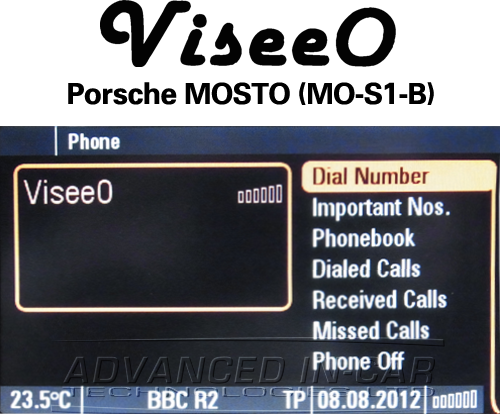 ViseeO
Porsche MOSTO (MO-S1-B)
Phone
ViseeO
Dial Number
Important Nos.
Phonebook
Dialed Calls
Received Calls
Missed Calls
Phone Off
ADVANCED IN-CAR
23.5°C BBC R2 TP 08.08.2012